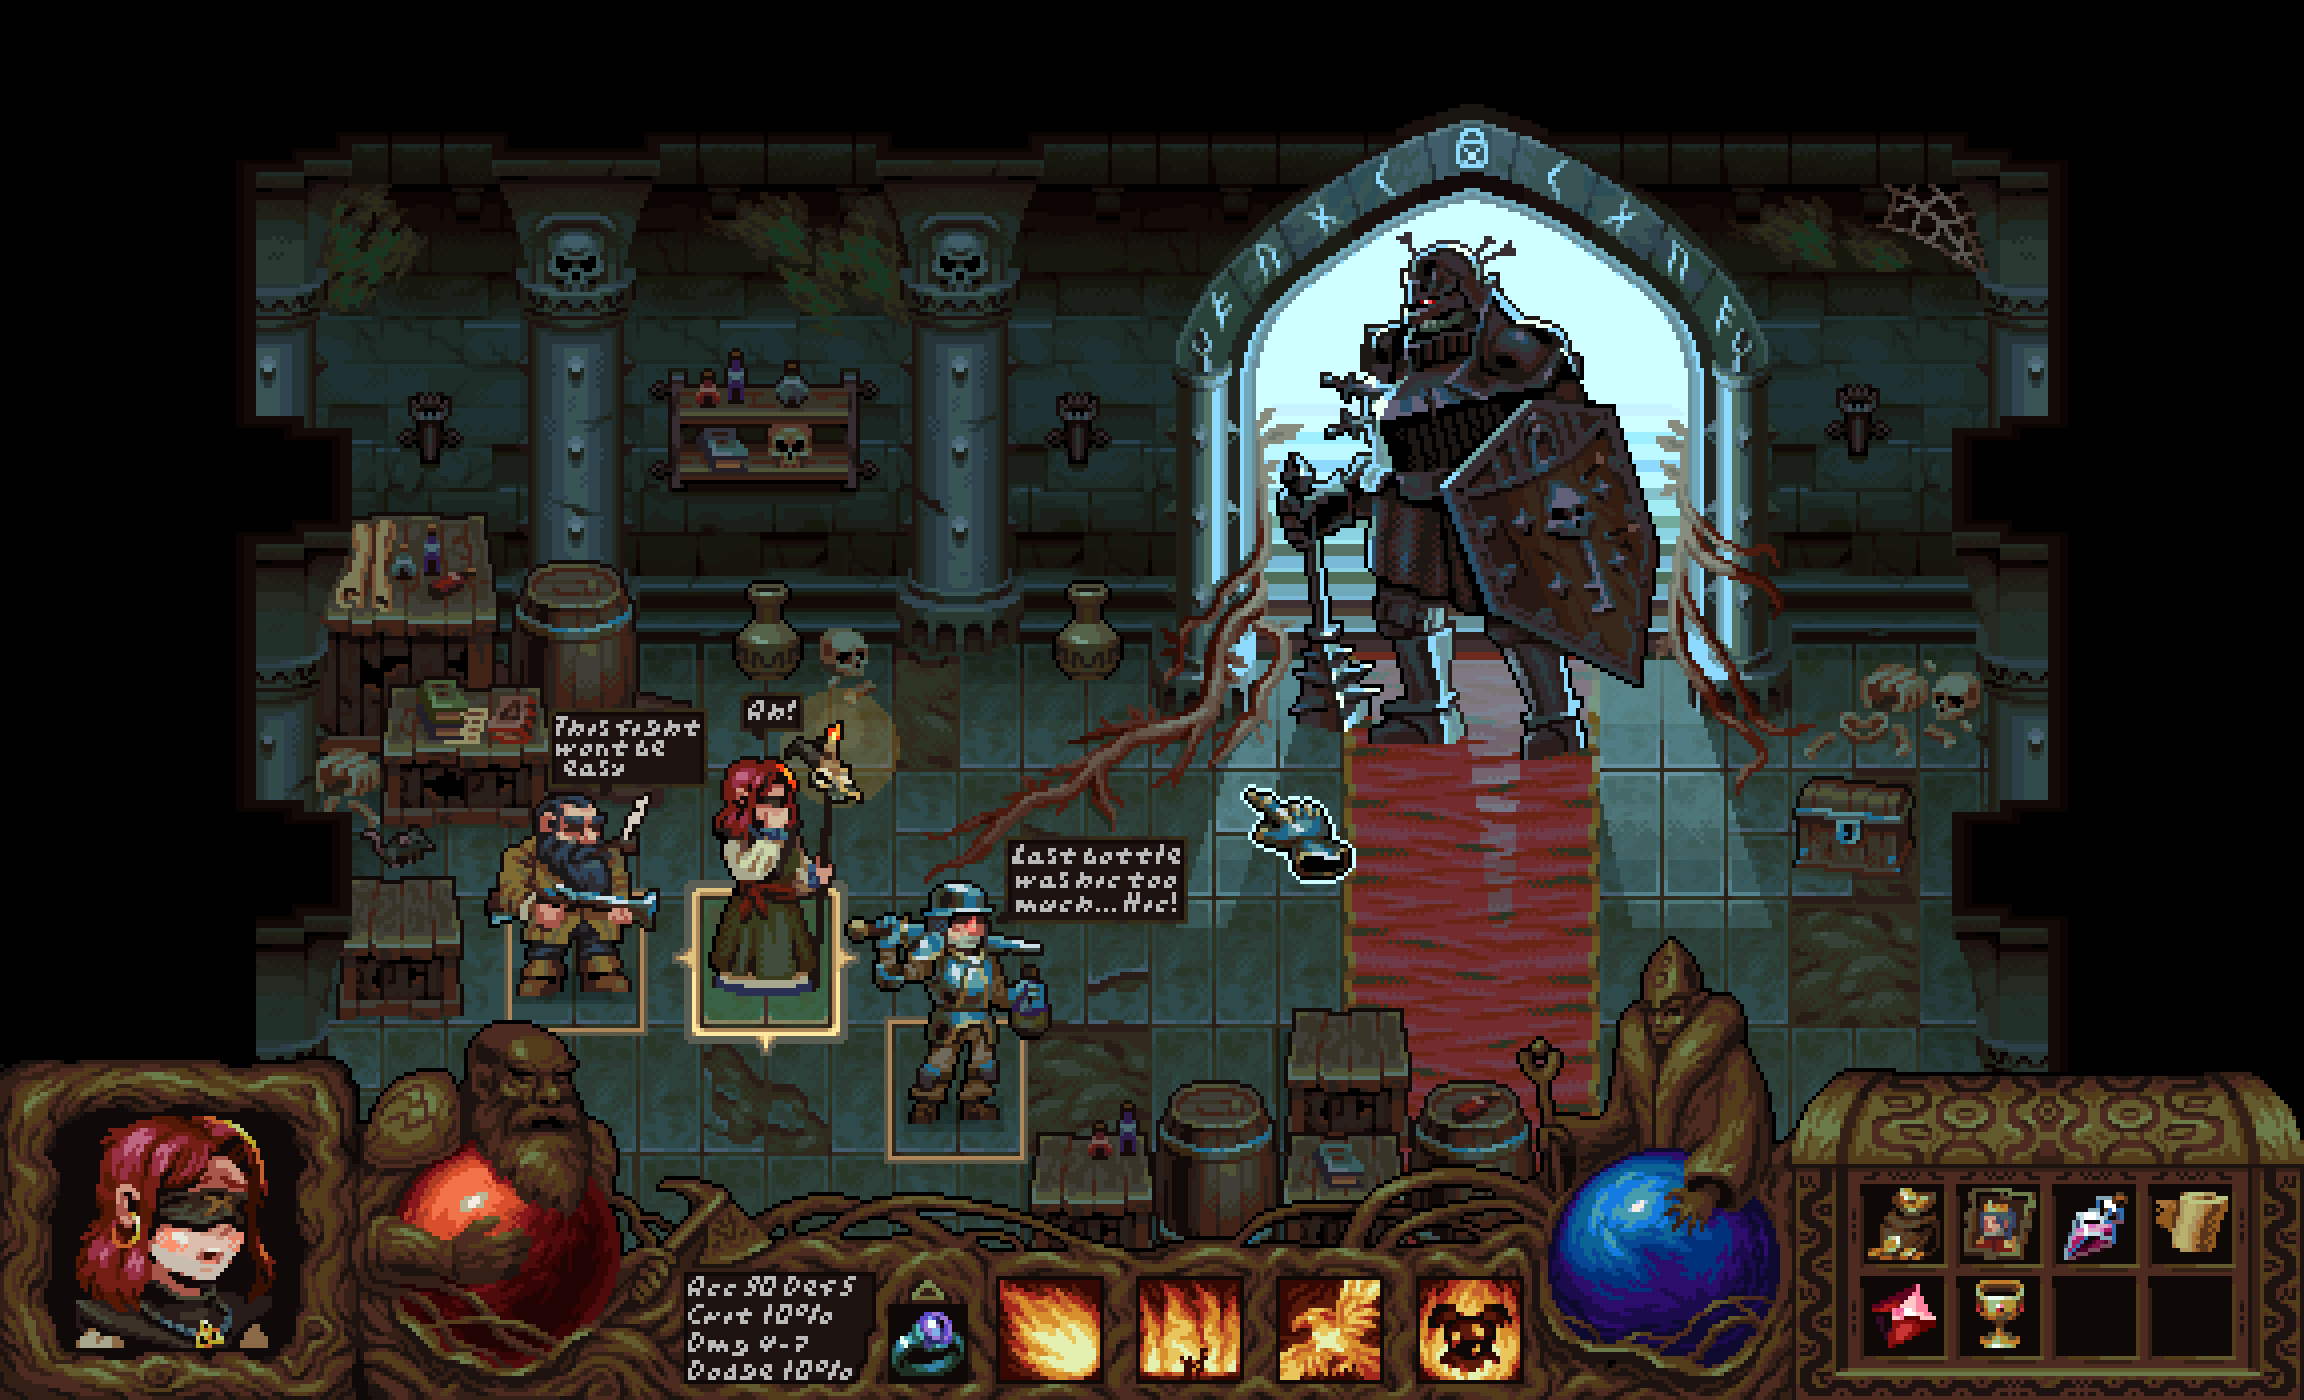 This fight
wont be
easy
Ah!
Last bottle
was hic too
much...Hic!
Acc 90 Def 5
Crit 10%
Dmg 4-7
Dodge 10%